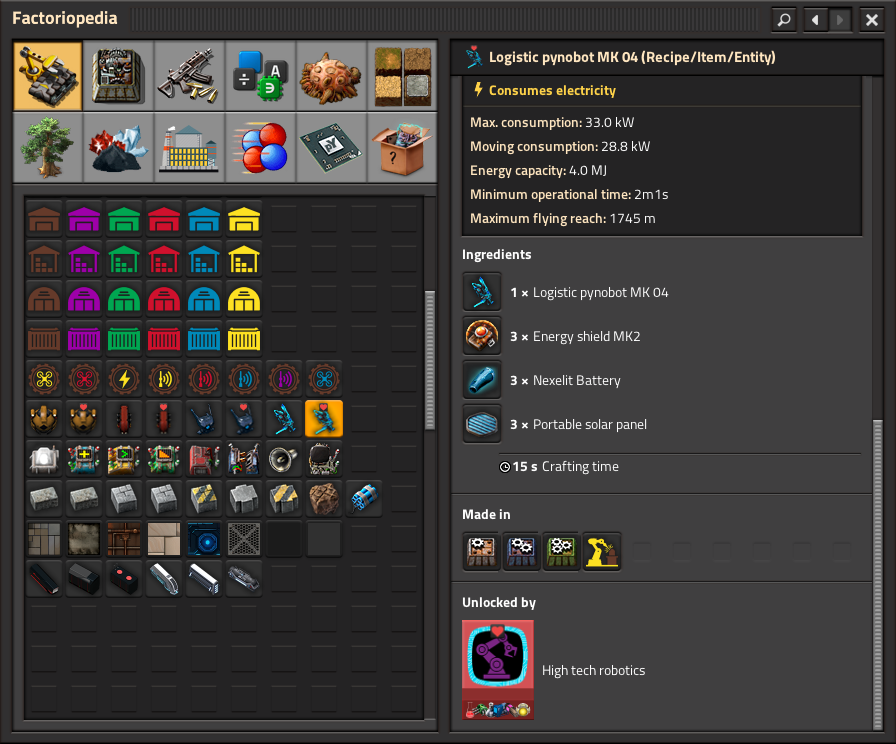 Factoriopedia
Logistic pynobot MK 04 (Recipe/Item/Entity)
Consumes electricity
Max. consumption: 33.0 kW
Moving consumption: 28.8 kW
Energy capacity: 4.0 MJ
Minimum operational time: 2m1s
Maximum flying reach: 1745 m
Ingredients
1 × Logistic pynobot MK 04
3 × Energy shield MK2
3 × Nexelit Battery
3 × Portable solar panel
15 s Crafting time
Made in
Unlocked by
High tech robotics